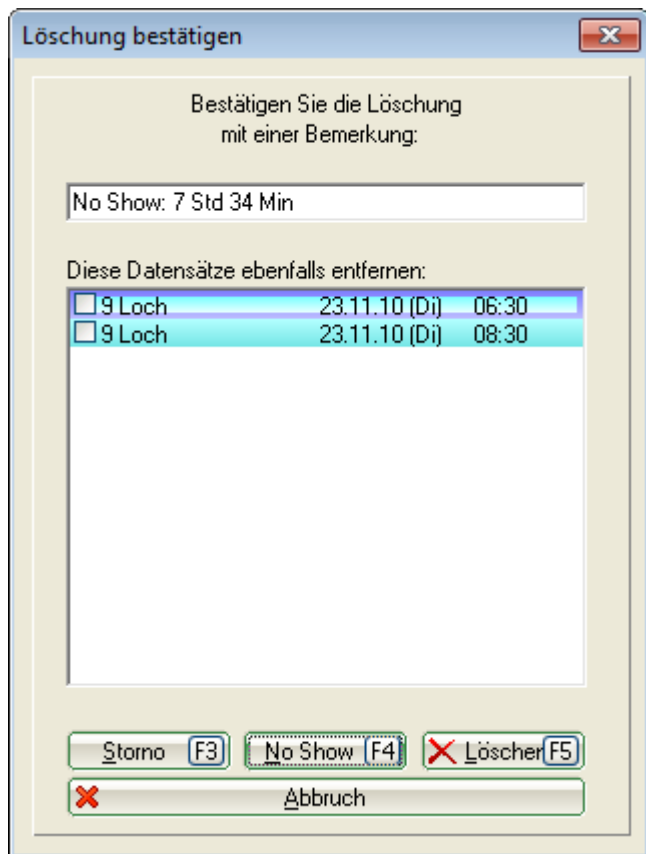 Löschung bestätigen
Bestätigen Sie die Löschung
mit einer Bemerkung:
No Show: 7 Std 34 Min
Diese Datensätze ebenfalls entfernen:
9 Loch 23.11.10 (Di) 06:30
9 Loch 23.11.10 (Di) 08:30
Storno F3 No Show F4 Löscher F5
Abbruch